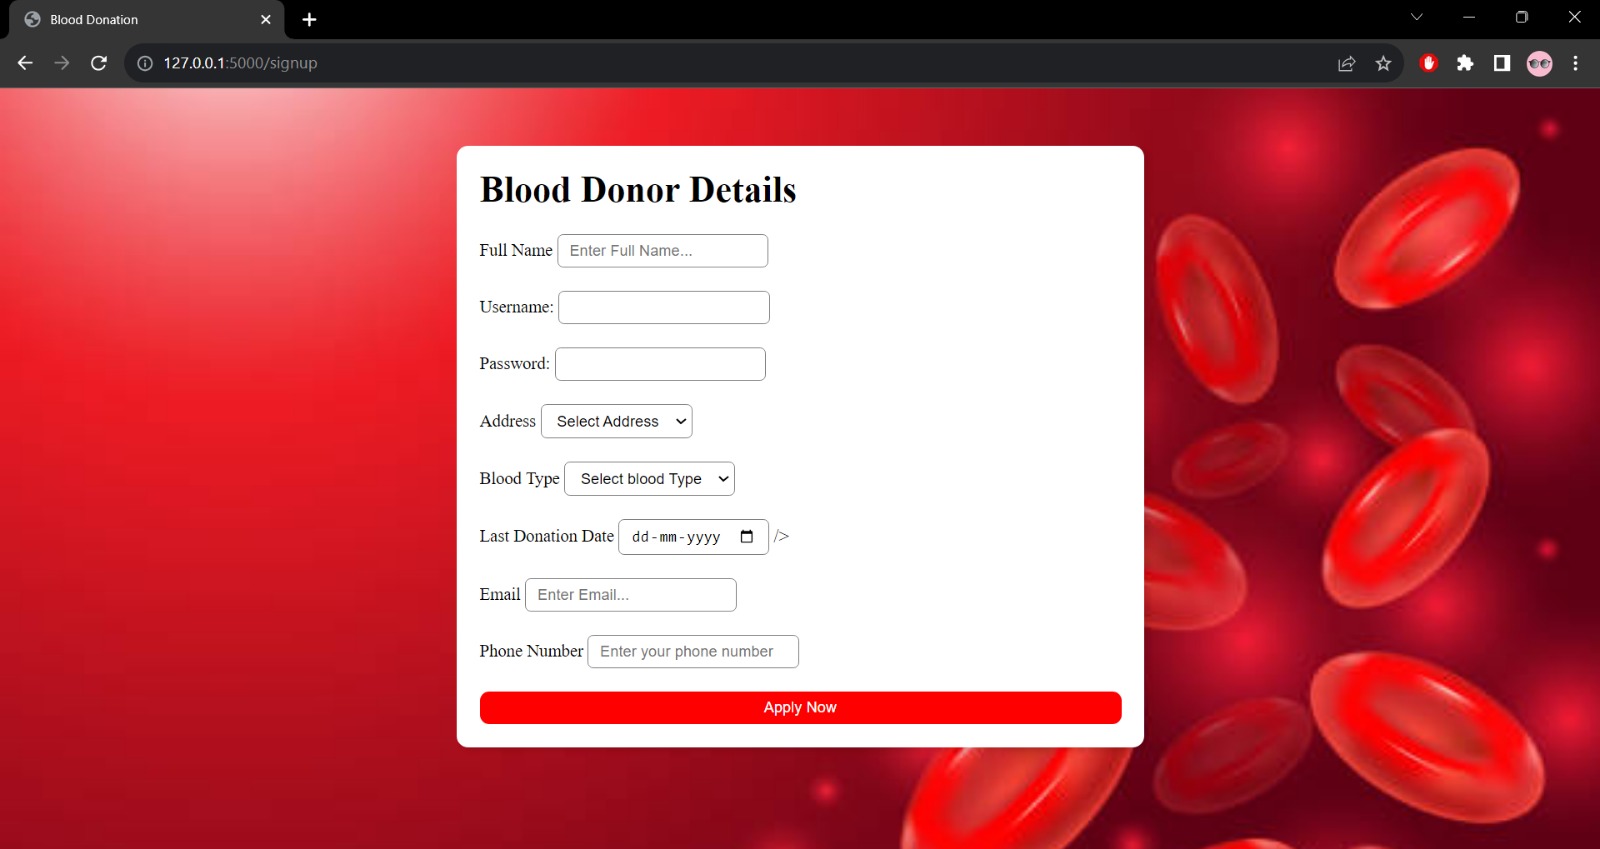 Blood Donation
127.0.0.1:5000/signup
Blood Donor Details
Full Name Enter Full Name...
Username:
Password:
Address Select Address
Blood Type Select blood Type
Last Donation Date dd-mm-yyyy />
Email Enter Email...
Phone Number Enter your phone number
Apply Now